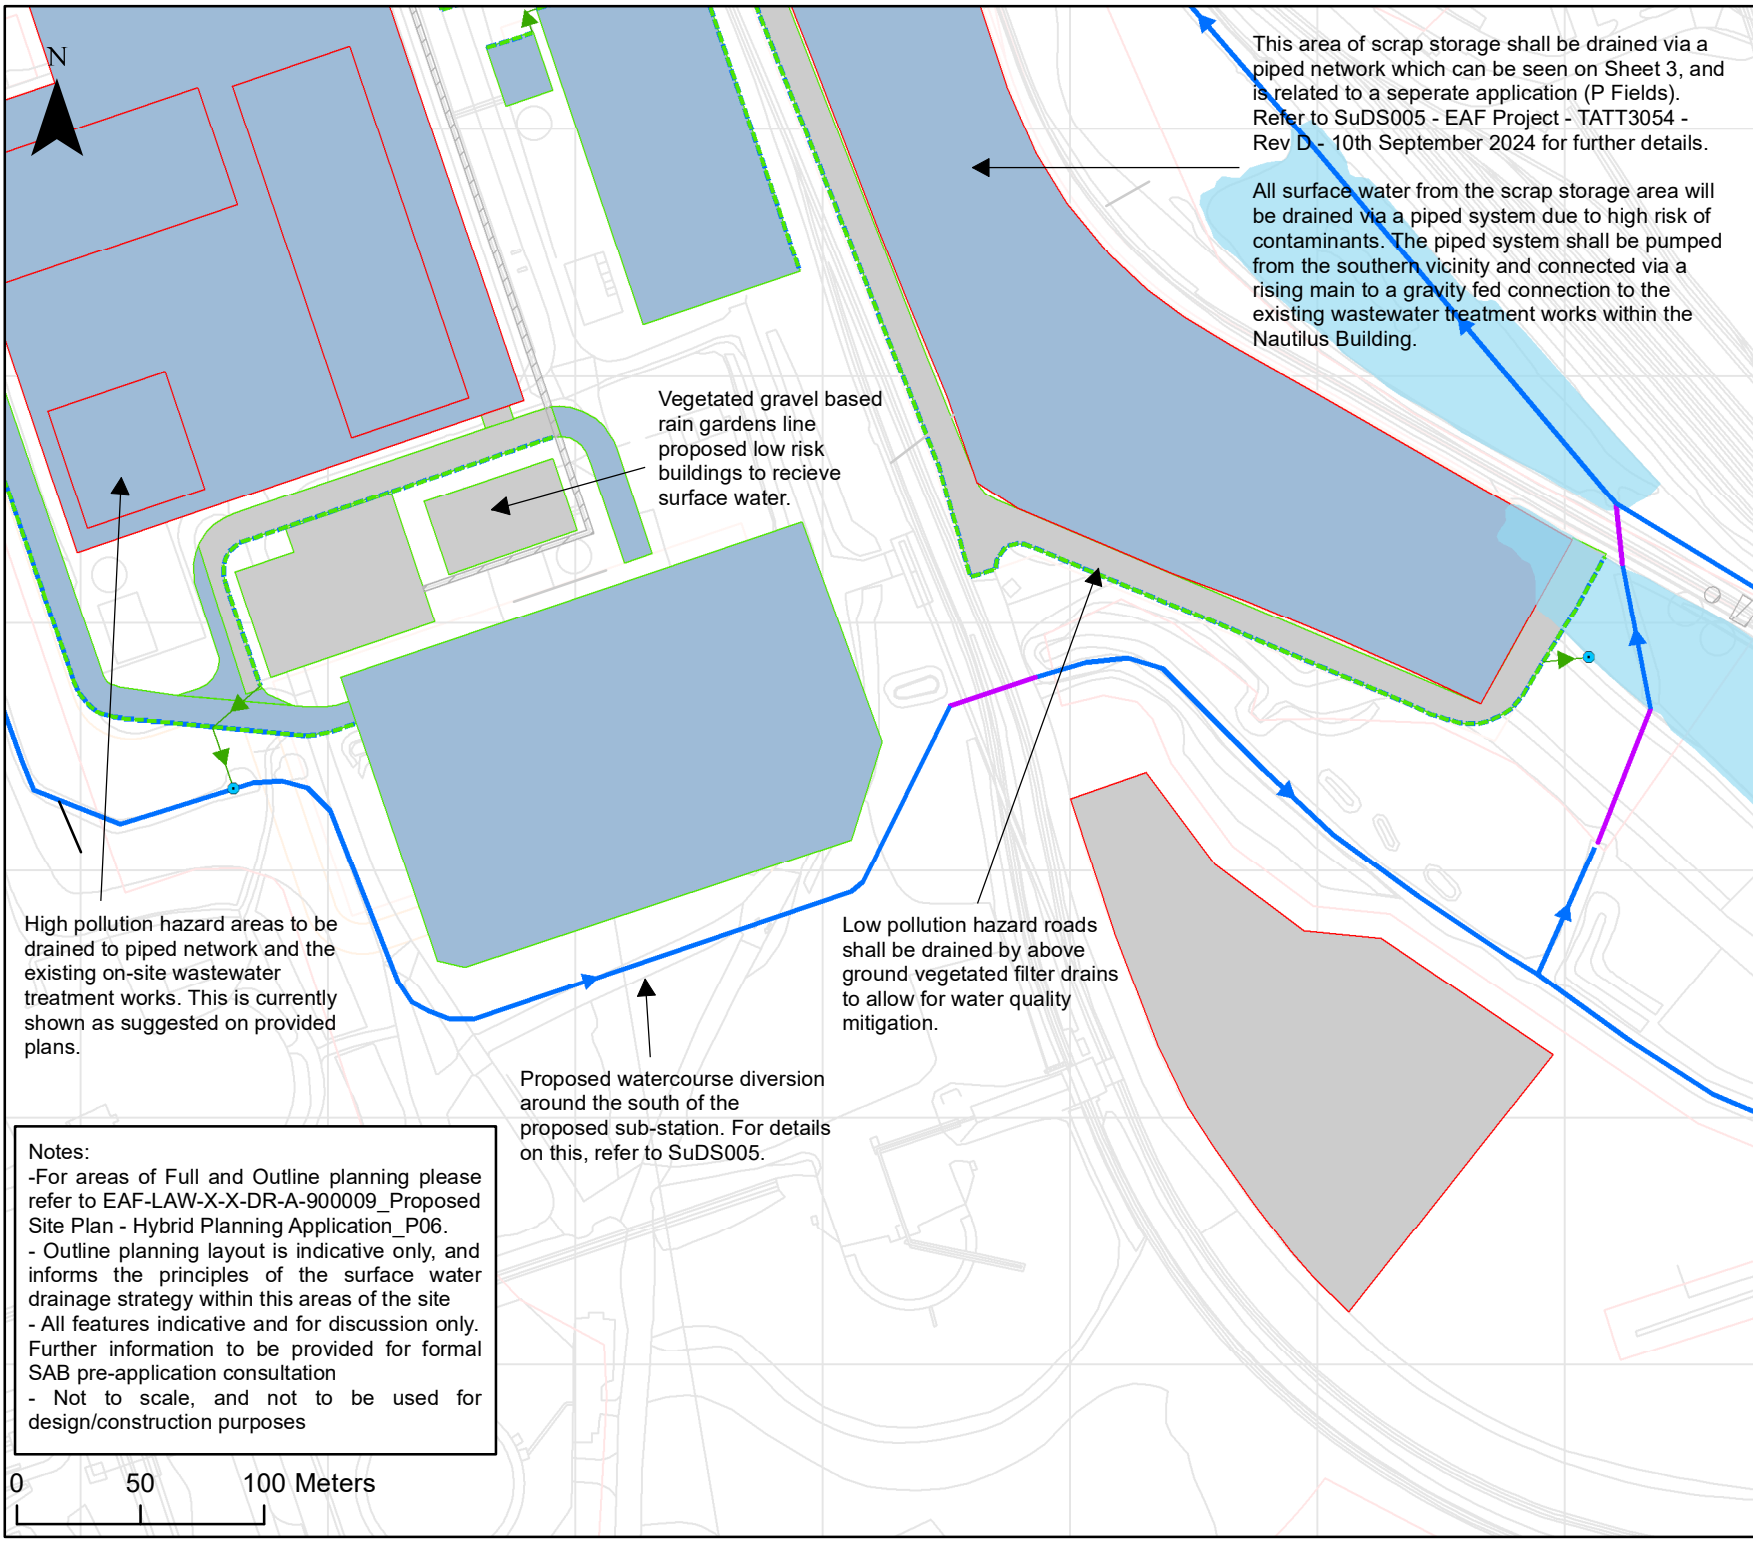 N
This area of scrap storage shall be drained via a
piped network which can be seen on Sheet 3, and
is related to a seperate application (P Fields).
Refer to SuDS005 - EAF Project - TATT3054 -
Rev D - 10th September 2024 for further details.
All surface water from the scrap storage area will
be drained via a piped system due to high risk of
contaminants. The piped system shall be pumped
from the southern vicinity and connected via a
rising main to a gravity fed connection to the
existing wastewater treatment works within the
Nautilus Building.
Vegetated gravel based
rain gardens line
proposed low risk
buildings to recieve
surface water.
High pollution hazard areas to be
drained to piped network and the
existing on-site wastewater
treatment works. This is currently
shown as suggested on provided
plans.
Low pollution hazard roads
shall be drained by above
ground vegetated filter drains
to allow for water quality
mitigation.
Proposed watercourse diversion
around the south of the
proposed sub-station. For details
on this, refer to SuDS005.
Notes:
-For areas of Full and Outline planning please
refer to EAF-LAW-X-X-DR-A-900009_Proposed
Site Plan - Hybrid Planning Application_P06.
- Outline planning layout is indicative only, and
informs the principles of the surface water
drainage strategy within this areas of the site
- All features indicative and for discussion only.
Further information to be provided for formal
SAB pre-application consultation
- Not to scale, and not to be used for
design/construction purposes
0 50 100 Meters